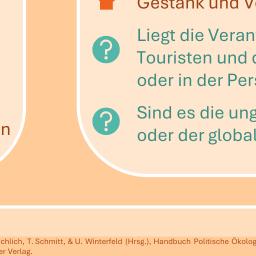 Gestank und
Liegt die Veran
Touristen und
oder in der Pers
Sind es die ung
oder der global
n
chlich, T. Schmitt, & U. Winterfeld (Hrsg.), Handbuch Politische Ökolog
er Verlag.